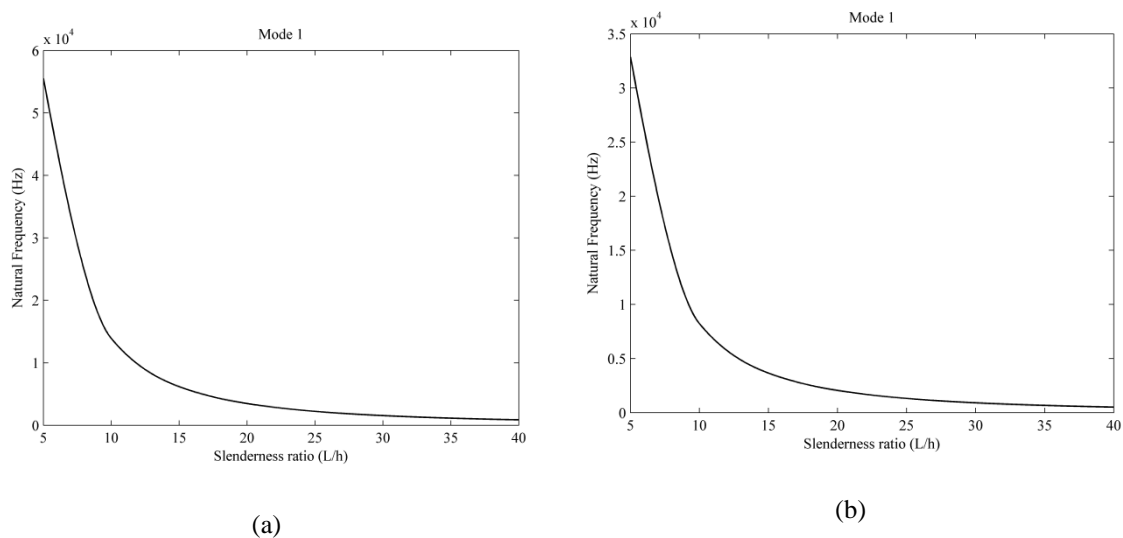 Mode 1
x 10^4
6
5
4
3
2
1
0
Natural Frequency (Hz)
5 10 15 20 25 30 35 40
Slenderness ratio (L/h)
(a)
Mode 1
x 10^4
3.5
3
2.5
2
1.5
1
0.5
0
Natural Frequency (Hz)
5 10 15 20 25 30 35 40
Slenderness ratio (L/h)
(b)